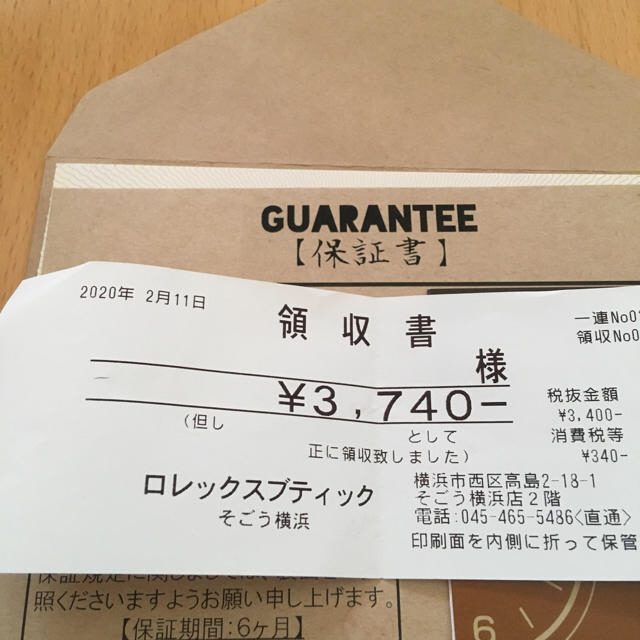 GUARANTEE
【保証書】
2020年 2月11日
領収書
一連No0
領収No0
様
¥3,740-
税抜金額
¥3,400-
消費税等
¥340-
(但し
として
正に領収致しました)
ロレックスブティック
そごう横浜
横浜市西区高島2-18-1
そごう横浜店2階
電話:045-465-5486<直通>
印刷面を内側に折って保管
照くださいますようお願い申し上げます。
【保証期間:6ヶ月】
6